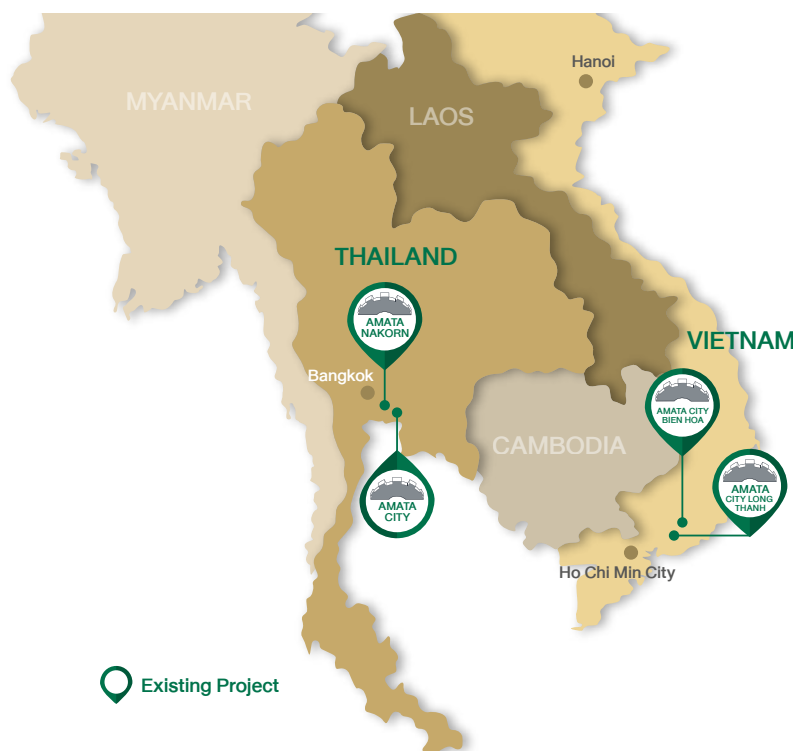 Hanoi
MYANMAR
LAOS
THAILAND
AMATA
NAKORN
VIETNAM
Bangkok
AMATA CITY
BIEN HOA
CAMBODIA
AMATA
CITY LONG
THANH
AMATA
CITY
Ho Chi Min City
Existing Project